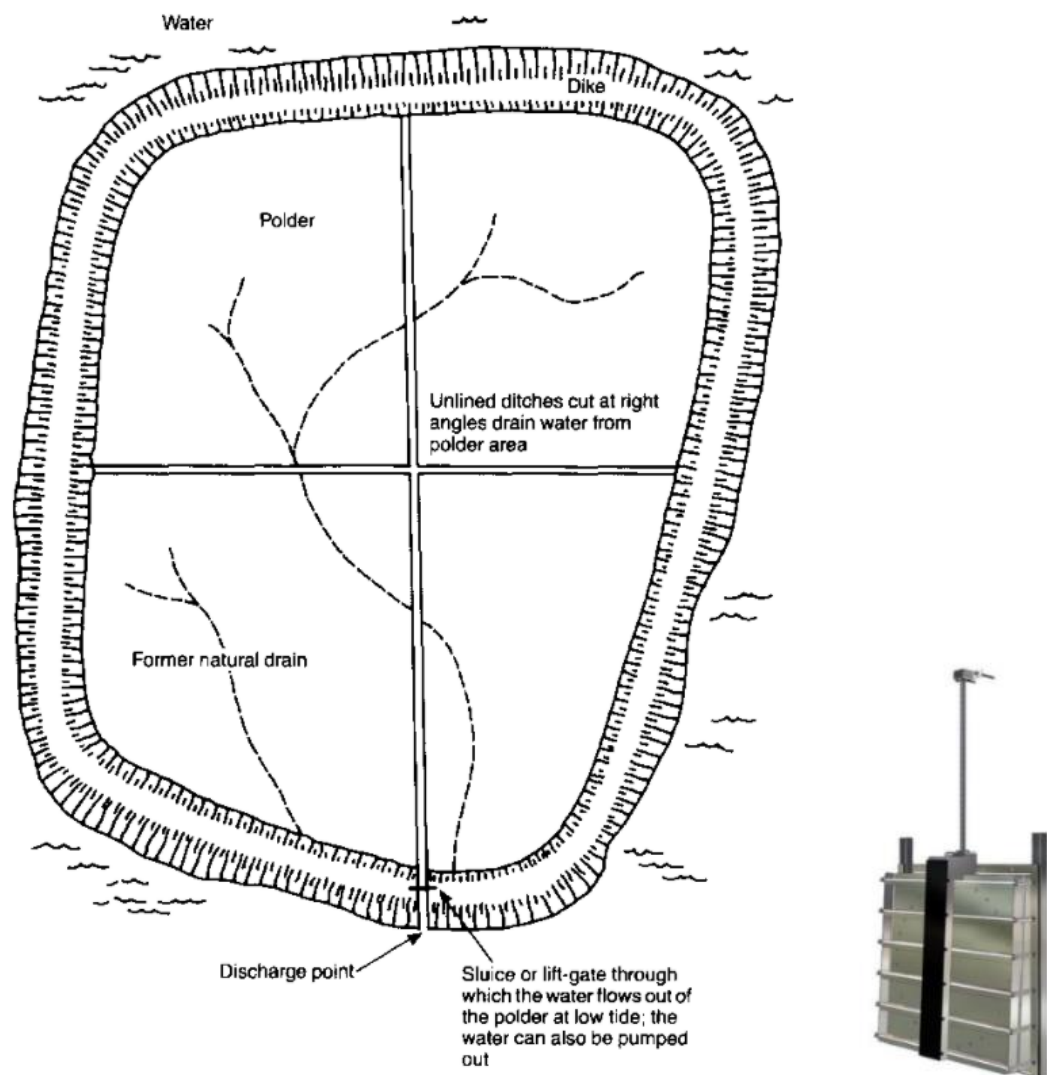 Water
Dike
Polder
Unlined ditches cut at right
angles drain water from
polder area
Former natural drain
Discharge point
Sluice or lift-gate through
which the water flows out of
the polder at low tide; the
water can also be pumped
out